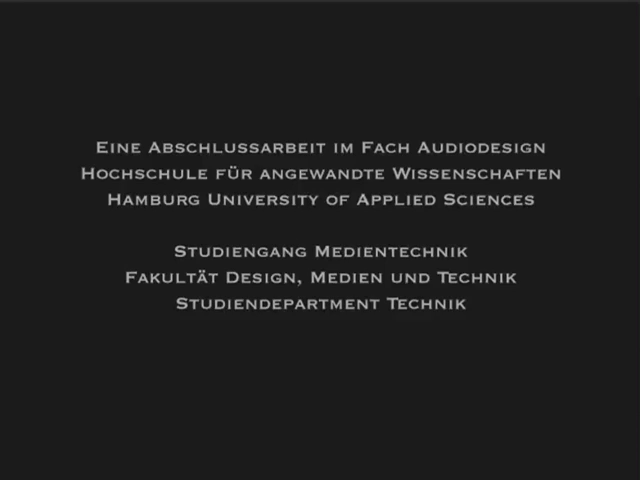 Eine Abschlussarbeit im Fach Audiodesign
Hochschule für angewandte Wissenschaften
Hamburg University of Applied Sciences
Studiengang Medientechnik
Fakultät Design, Medien und Technik
Studiendepartment Technik